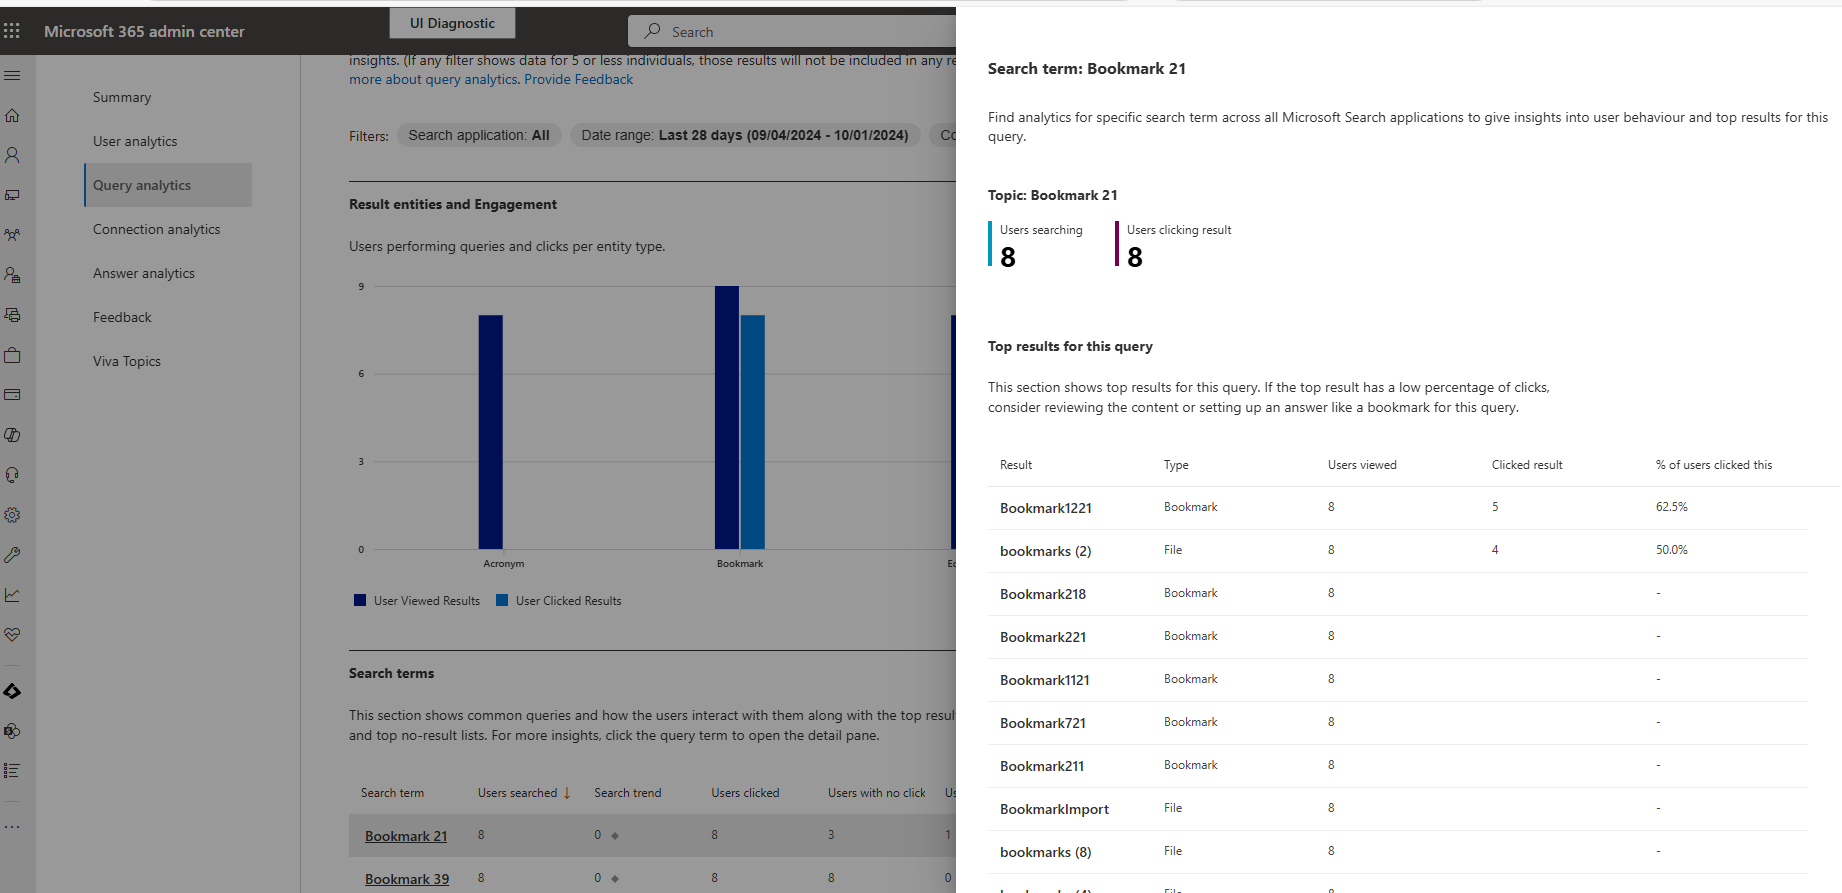 Microsoft 365 admin center
UI Diagnostic
Search
Summary
User analytics
Query analytics
Connection analytics
Answer analytics
Feedback
Viva Topics
insights. (If any filter shows data for 5 or less individuals, those results will not be included in any re
more about query analytics. Provide Feedback
Filters: Search application: All Date range: Last 28 days (09/04/2024 - 10/01/2024) Co
Result entities and Engagement
Users performing queries and clicks per entity type.
9
6
3
0
Acronym Bookmark Ec
User Viewed Results User Clicked Results
Search terms
This section shows common queries and how the users interact with them along with the top resul
and top no-result lists. For more insights, click the query term to open the detail pane.
Search term Users searched ↓ Search trend Users clicked Users with no click Us
Bookmark 21 8 0 8 3 1
Bookmark 39 8 0 8 8 0
Search term: Bookmark 21
Find analytics for specific search term across all Microsoft Search applications to give insights into user behaviour and top results for this
query.
Topic: Bookmark 21
Users searching Users clicking result
8 8
Top results for this query
This section shows top results for this query. If the top result has a low percentage of clicks,
consider reviewing the content or setting up an answer like a bookmark for this query.
Result Type Users viewed Clicked result % of users clicked this
Bookmark1221 Bookmark 8 5 62.5%
bookmarks (2) File 8 4 50.0%
Bookmark218 Bookmark 8 -
Bookmark221 Bookmark 8 -
Bookmark1121 Bookmark 8 -
Bookmark721 Bookmark 8 -
Bookmark211 Bookmark 8 -
BookmarkImport File 8 -
bookmarks (8) File 8 -